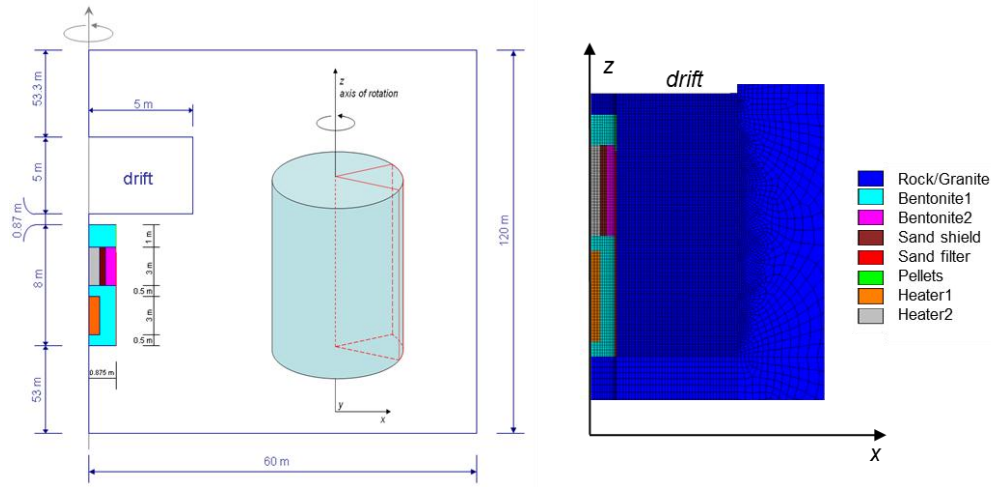 53.3 m
5 m
5 m
drift
0.87 m
8 m
1 m
3 m
0.5 m
3 m
0.5 m
0.875 m
53 m
60 m
120 m
z
axis of rotation
y
x
z
drift
x
Rock/Granite
Bentonite1
Bentonite2
Sand shield
Sand filter
Pellets
Heater1
Heater2